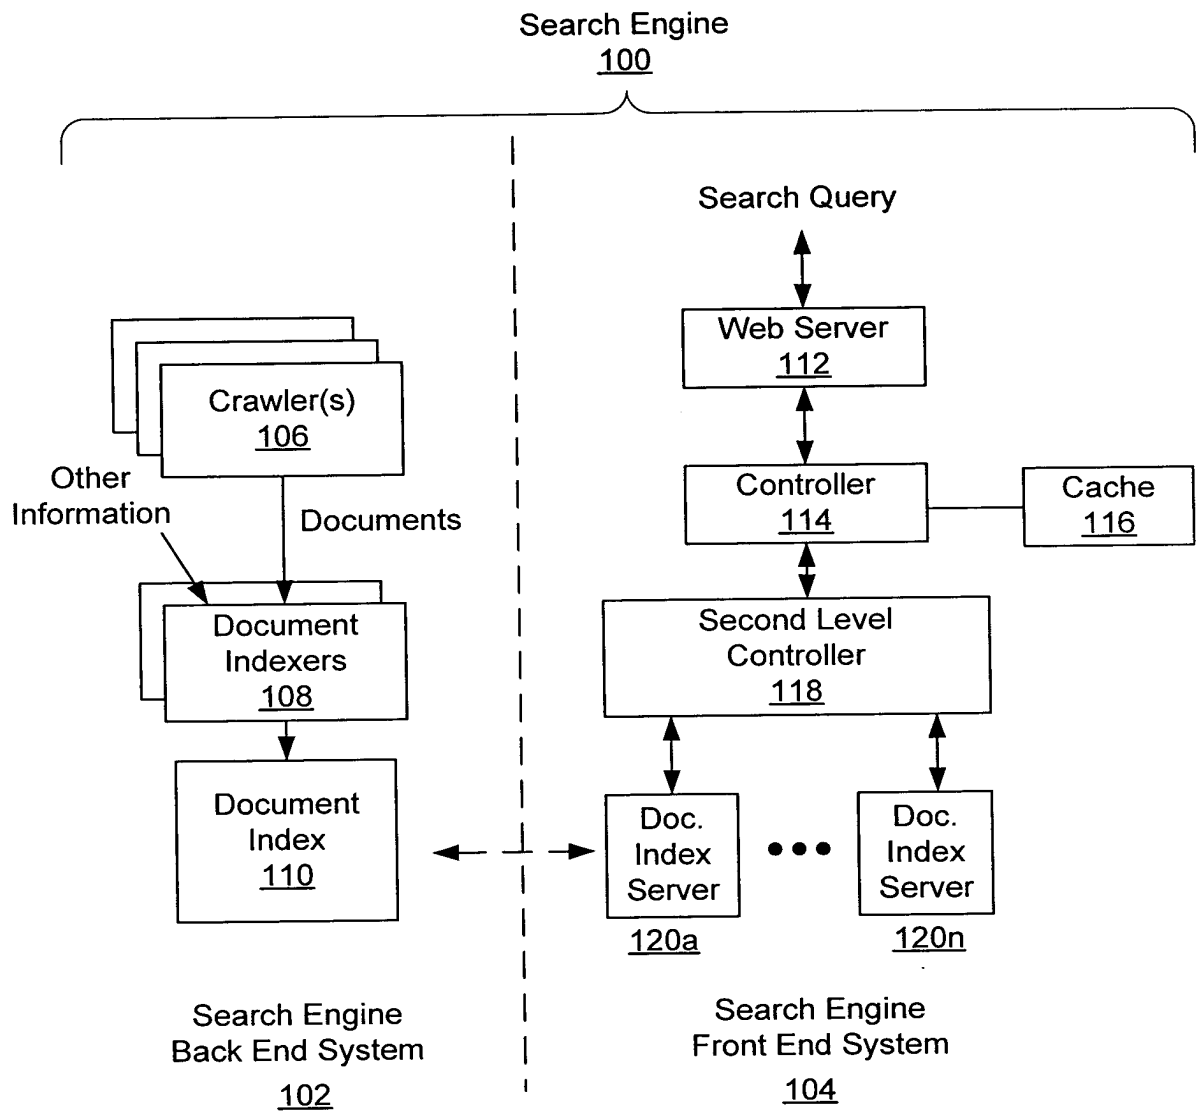 Search Engine
100
Search Query
Web Server
112
Crawler(s)
106
Other
Information
Documents
Controller
114
Cache
116
Document
Indexers
108
Second Level
Controller
118
Document
Index
110
Doc.
Index
Server
120a
Doc.
Index
Server
120n
Search Engine
Back End System
102
Search Engine
Front End System
104